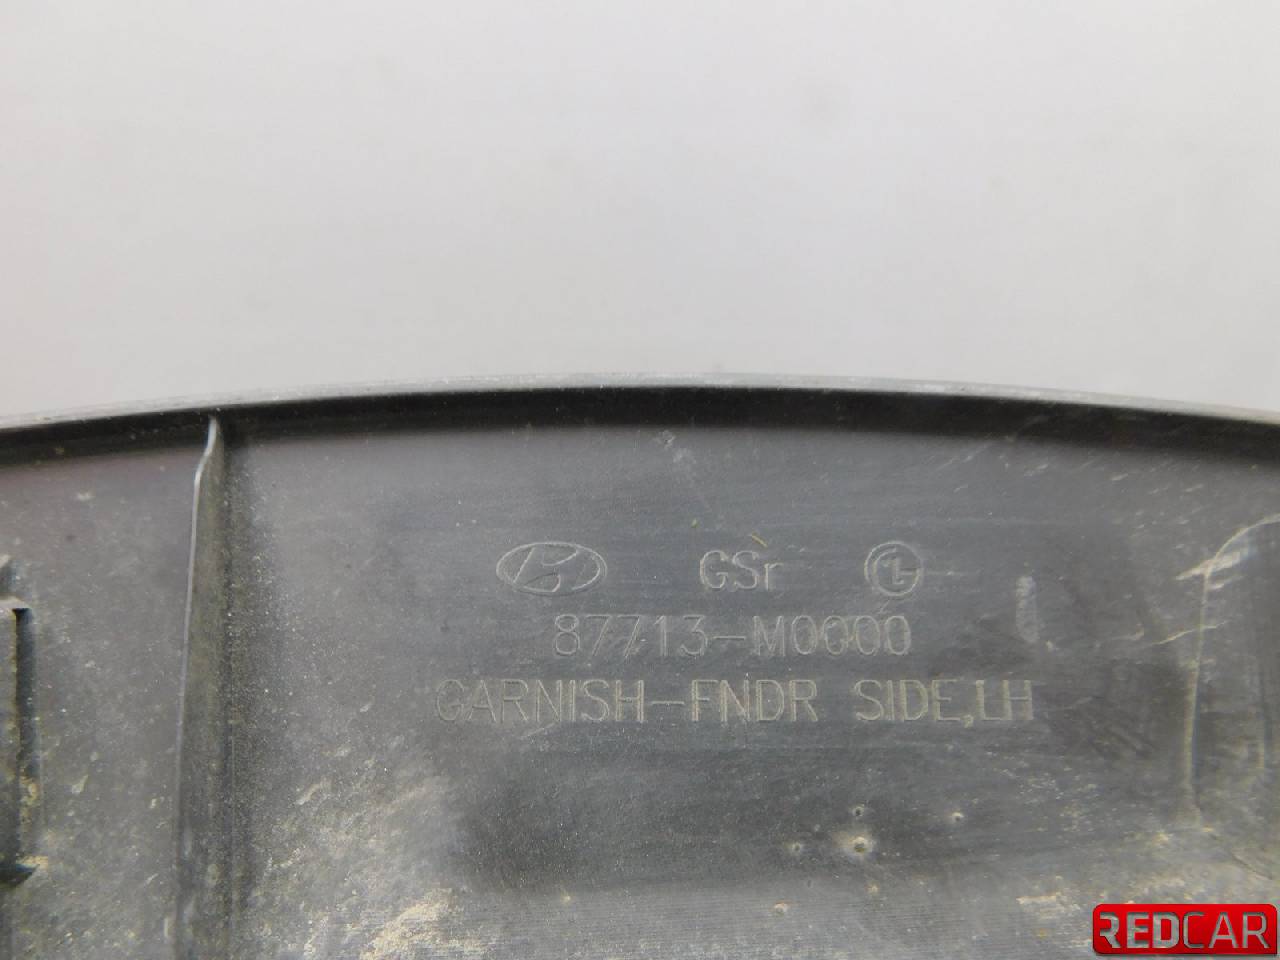 GSr
87713-M0000
GARNISH-FNDR SIDE,LH
REDCAR